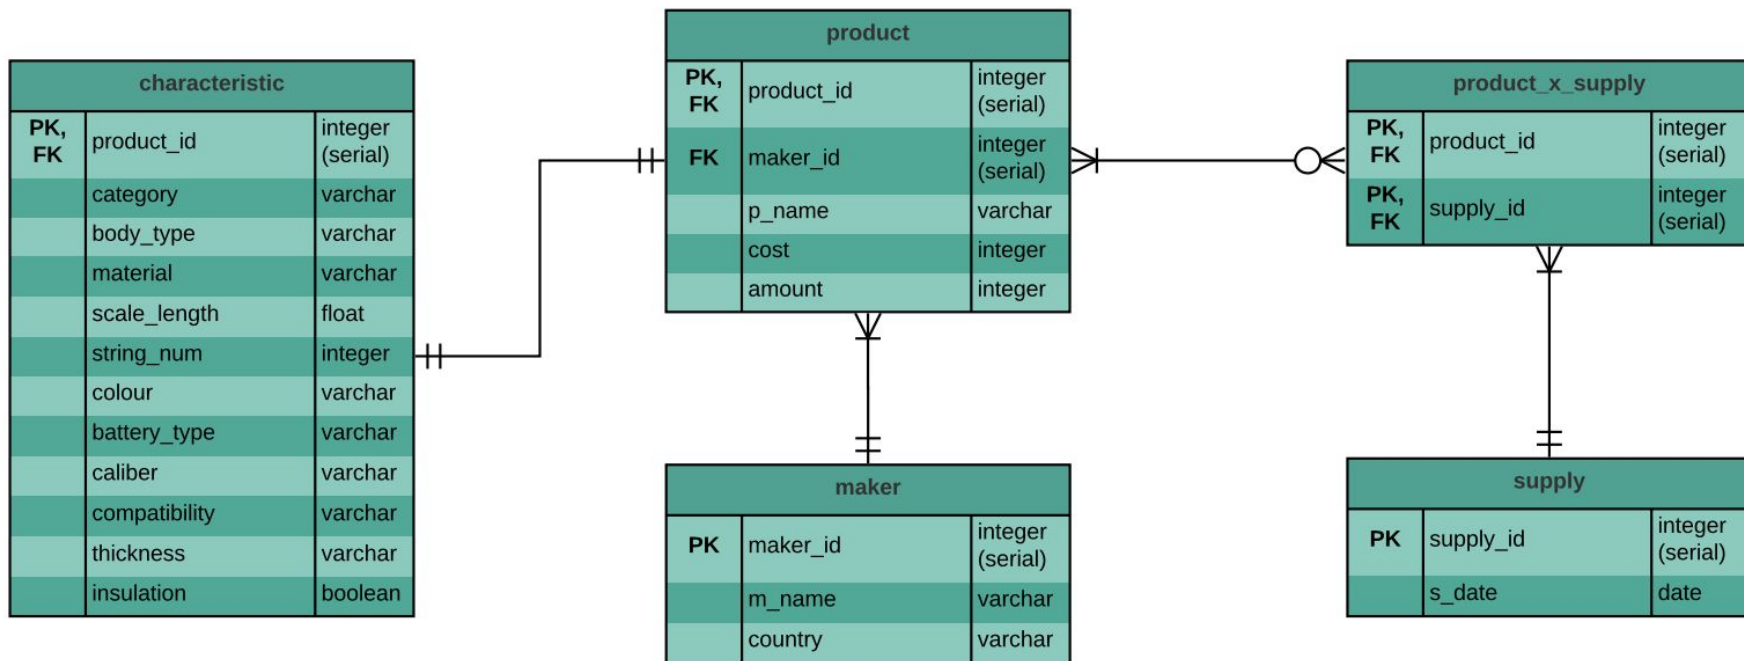 characteristic
PK, FK product_id integer (serial)
category varchar
body_type varchar
material varchar
scale_length float
string_num integer
colour varchar
battery_type varchar
caliber varchar
compatibility varchar
thickness varchar
insulation boolean
product
PK, FK product_id integer (serial)
FK maker_id integer (serial)
p_name varchar
cost integer
amount integer
maker
PK maker_id integer (serial)
m_name varchar
country varchar
product_x_supply
PK, FK product_id integer (serial)
PK, FK supply_id integer (serial)
supply
PK supply_id integer (serial)
s_date date